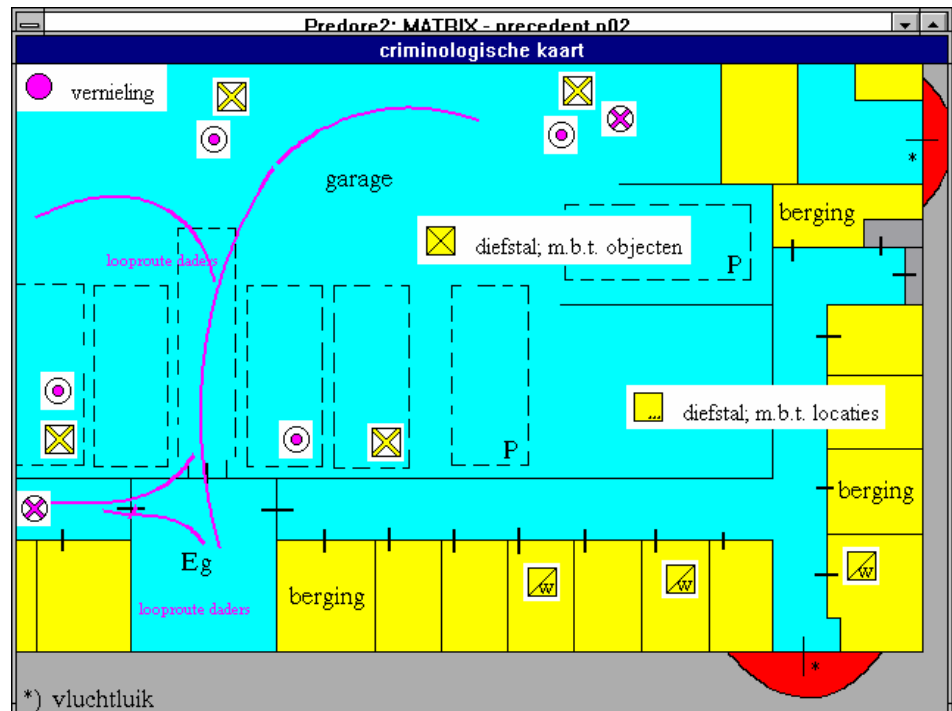 Predore2: MATRIX - precedent p02
criminologische kaart
vernieling
garage
berging
diefstal; m.b.t. objecten
looproute daders
P
diefstal; m.b.t. locaties
P
berging
Eg
W
W
W
berging
looproute daders
*
*
*) vluchtluik